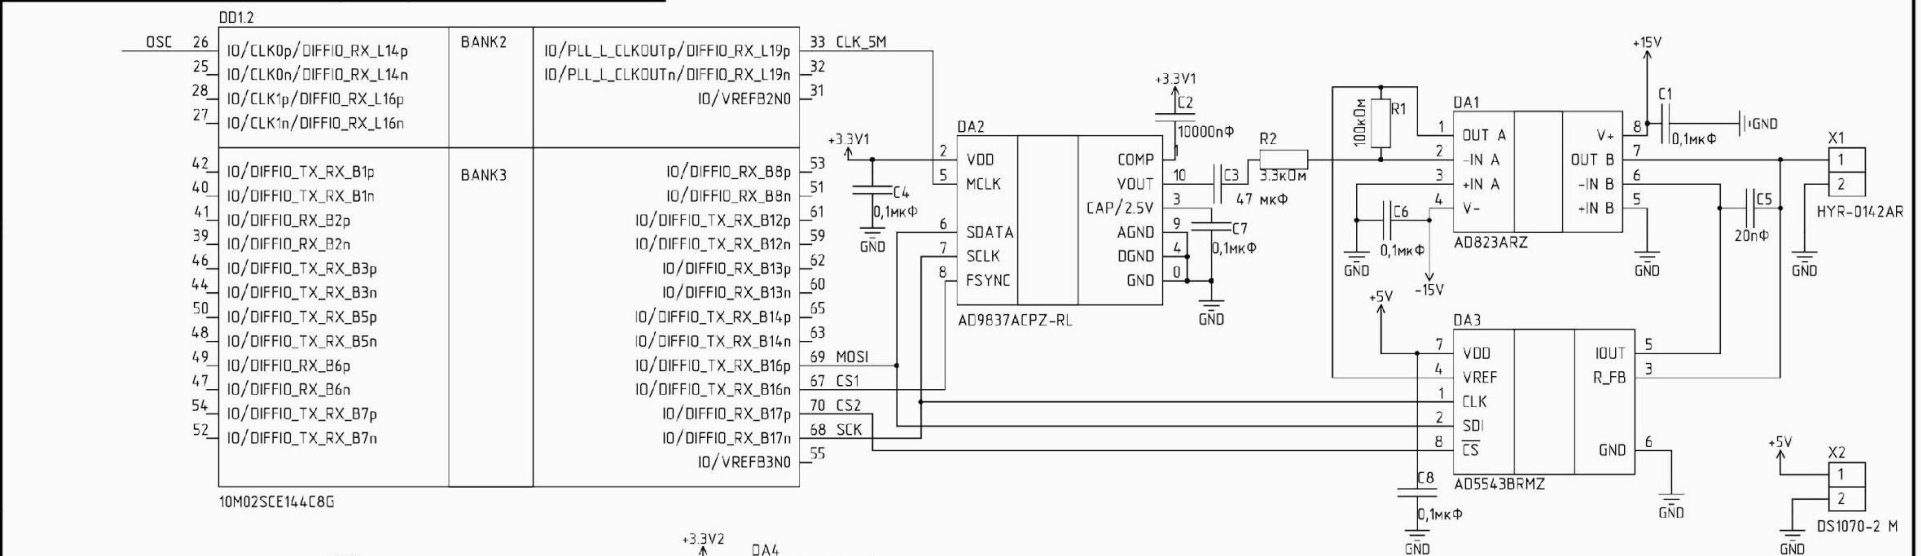 DD1.2
OSC 26 IO/CLK0p/DIFFIO_RX_L14p BANK2 IO/PLL_L_CLKOUTp/DIFFIO_RX_L19p 33 CLK_5M
25 IO/CLK0n/DIFFIO_RX_L14n IO/PLL_L_CLKOUTn/DIFFIO_RX_L19n 32
28 IO/CLK1p/DIFFIO_RX_L16p IO/VREFB2N0 31
27 IO/CLK1n/DIFFIO_RX_L16n
42 IO/DIFFIO_TX_RX_B1p BANK3 IO/DIFFIO_RX_B8p 53
40 IO/DIFFIO_TX_RX_B1n IO/DIFFIO_RX_B8n 51
41 IO/DIFFIO_RX_B2p IO/DIFFIO_TX_RX_B12p 61
39 IO/DIFFIO_RX_B2n IO/DIFFIO_TX_RX_B12n 59
46 IO/DIFFIO_TX_RX_B3p IO/DIFFIO_RX_B13p 62
44 IO/DIFFIO_TX_RX_B3n IO/DIFFIO_RX_B13n 60
50 IO/DIFFIO_TX_RX_B5p IO/DIFFIO_TX_RX_B14p 65
48 IO/DIFFIO_TX_RX_B5n IO/DIFFIO_TX_RX_B14n 63
49 IO/DIFFIO_RX_B6p IO/DIFFIO_TX_RX_B16p 69 MOSI
47 IO/DIFFIO_RX_B6n IO/DIFFIO_TX_RX_B16n 67 CS1
54 IO/DIFFIO_TX_RX_B7p IO/DIFFIO_RX_B17p 70 CS2
52 IO/DIFFIO_TX_RX_B7n IO/DIFFIO_RX_B17n 68 SCK
IO/VREFB3N0 55
10M02SCE144C8G
+3.3V1
C4
0,1мкФ
GND
DA2
2 VDD COMP 1
5 MCLK VOUT 10
CAP/2.5V 3
6 SDATA AGND 9
7 SCLK DGND 4
8 FSYNC GND 0
AD9837ACPZ-RL
+3.3V1
C2
10000пФ
C3
47 мкФ
R2
3.3кОм
C7
0,1мкФ
GND
R1
100кОм
DA1
1 OUT A V+ 8
2 -IN A OUT B 7
3 +IN A -IN B 6
4 V- +IN B 5
AD823ARZ
+15V
C1
0,1мкФ
GND
C6
0,1мкФ
GND
-15V
GND
C5
20пФ
X1
1
2
HYR-0142AR
GND
+5V
DA3
7 VDD IOUT 5
4 VREF R_FB 3
1 CLK
2 SDI
8 CS GND 6
AD5543BRMZ
C8
0,1мкФ
GND
GND
+5V
X2
1
2
DS1070-2 M
GND
+3.3V2
DA4